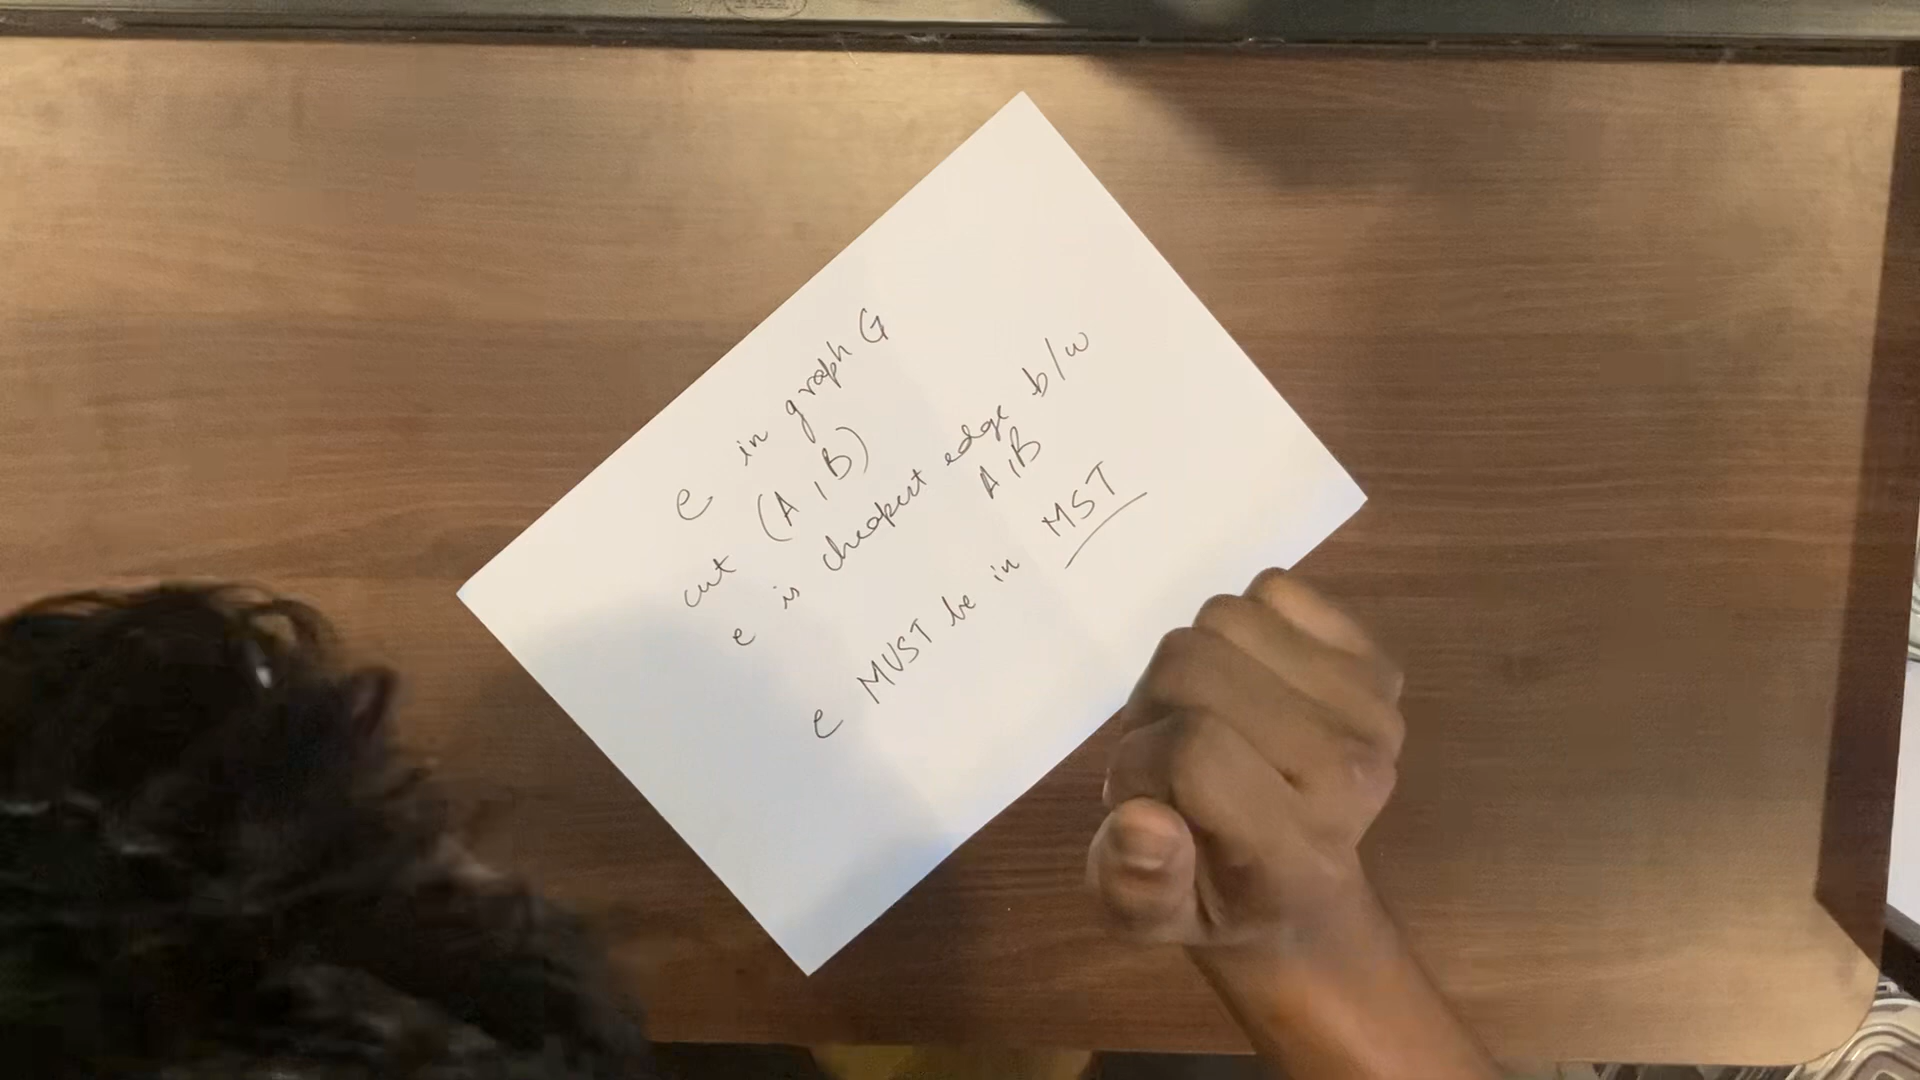 e in graph G
cut (A, B)
e is cheapest edge b/w
A, B
e MUST be in MST